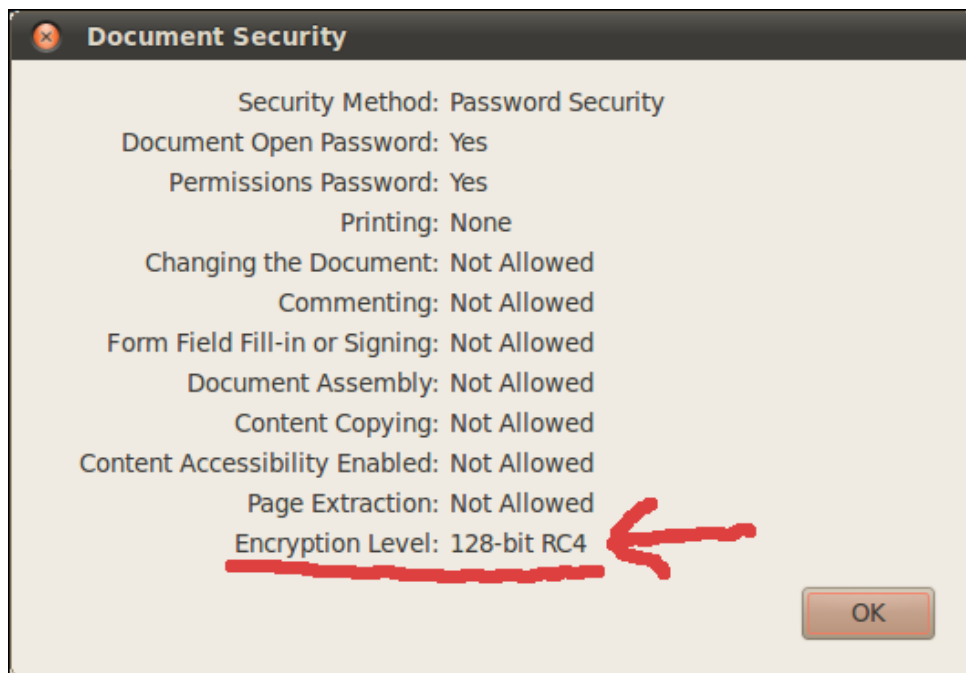 Document Security
Security Method: Password Security
Document Open Password: Yes
Permissions Password: Yes
Printing: None
Changing the Document: Not Allowed
Commenting: Not Allowed
Form Field Fill-in or Signing: Not Allowed
Document Assembly: Not Allowed
Content Copying: Not Allowed
Content Accessibility Enabled: Not Allowed
Page Extraction: Not Allowed
Encryption Level: 128-bit RC4
OK